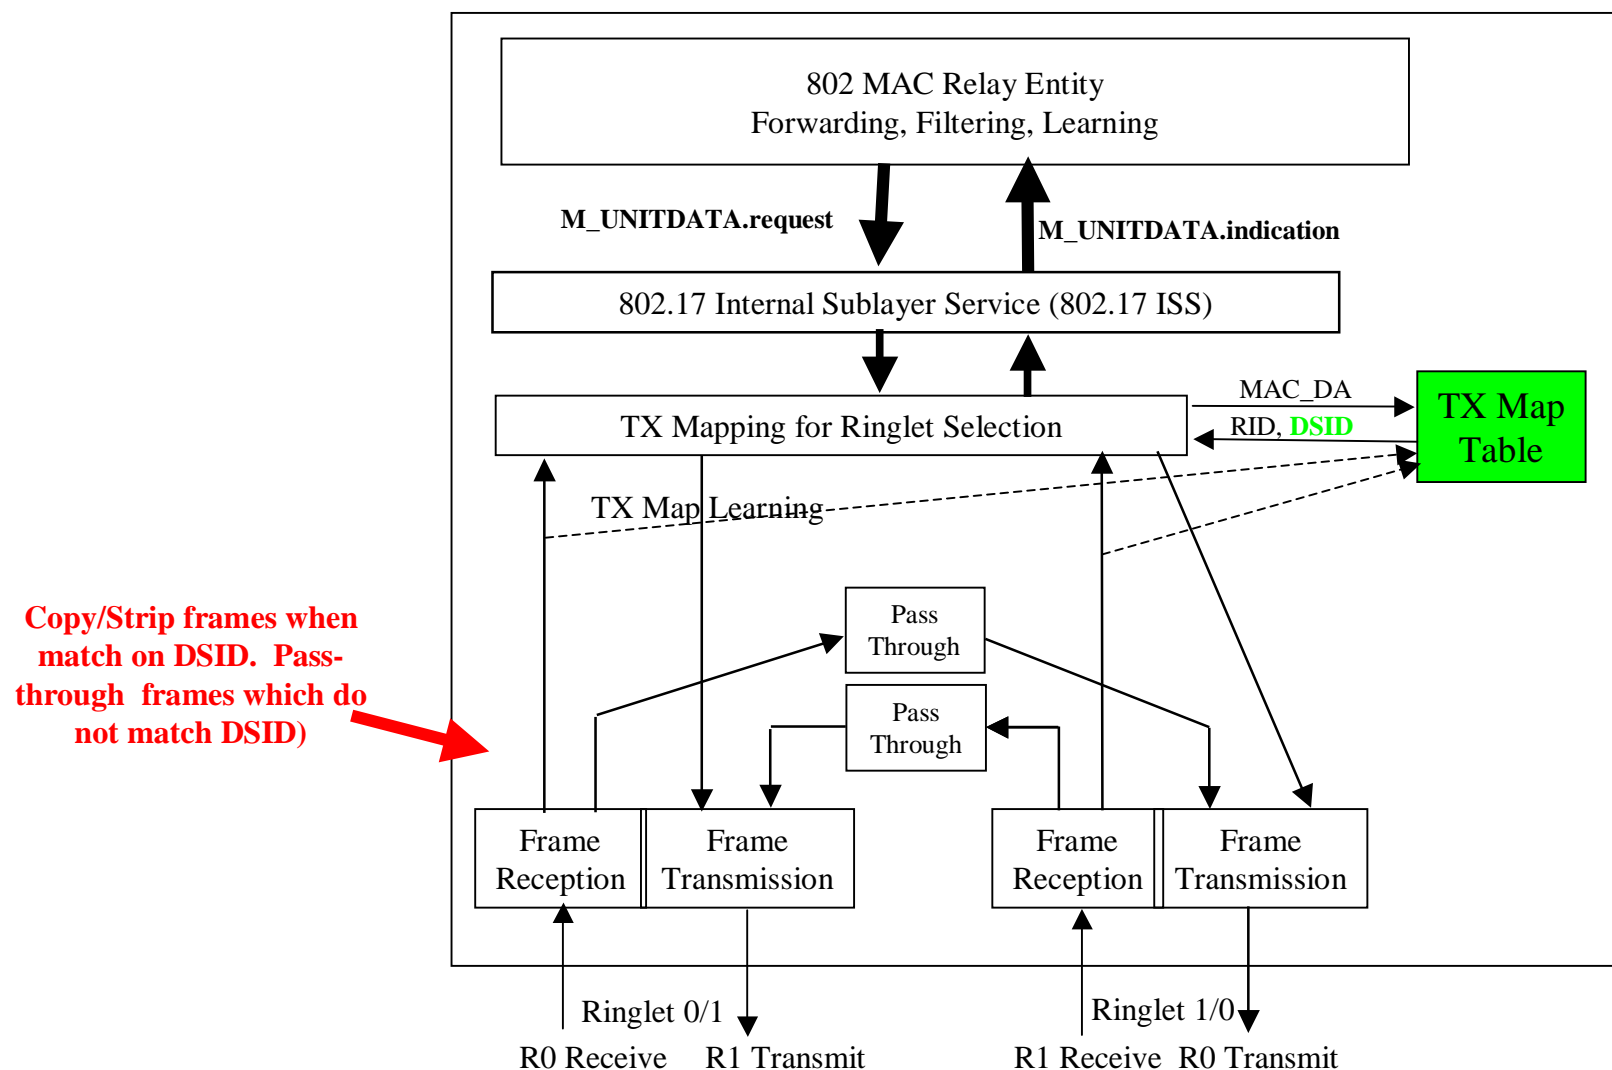 802 MAC Relay Entity
Forwarding, Filtering, Learning
M_UNITDATA.request
M_UNITDATA.indication
802.17 Internal Sublayer Service (802.17 ISS)
MAC_DA
TX Mapping for Ringlet Selection
RID, DSID
TX Map
Table
TX Map Learning
Copy/Strip frames when
match on DSID.  Pass-
through  frames which do
not match DSID)
Pass
Through
Pass
Through
Frame
Reception
Frame
Transmission
Frame
Reception
Frame
Transmission
Ringlet 0/1
Ringlet 1/0
R0 Receive
R1 Transmit
R1 Receive
R0 Transmit